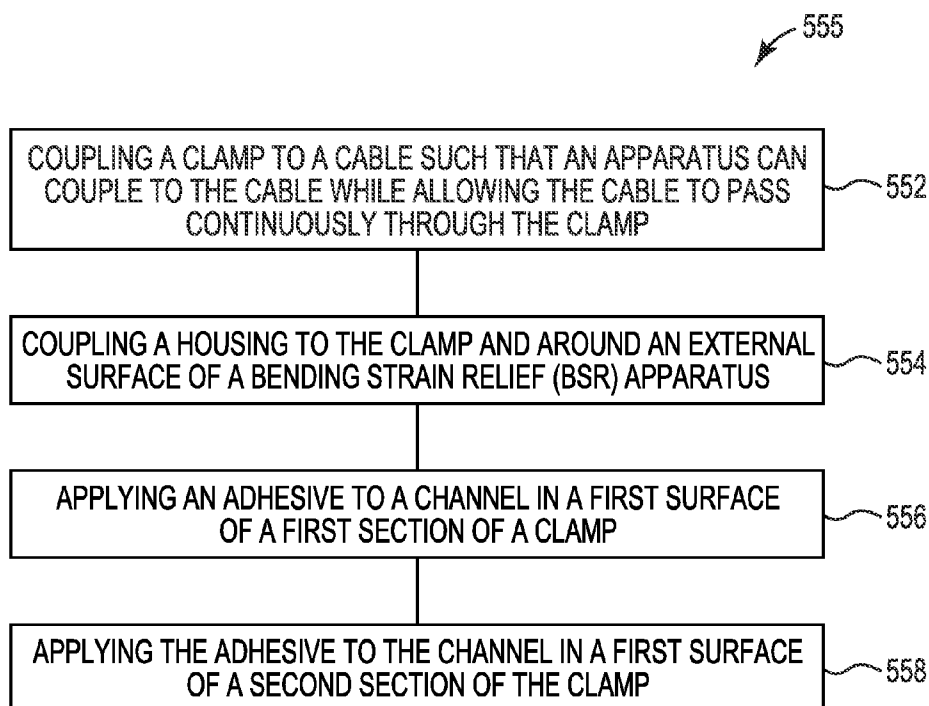 555
COUPLING A CLAMP TO A CABLE SUCH THAT AN APPARATUS CAN
COUPLE TO THE CABLE WHILE ALLOWING THE CABLE TO PASS
CONTINUOUSLY THROUGH THE CLAMP
552
COUPLING A HOUSING TO THE CLAMP AND AROUND AN EXTERNAL
SURFACE OF A BENDING STRAIN RELIEF (BSR) APPARATUS
554
APPLYING AN ADHESIVE TO A CHANNEL IN A FIRST SURFACE
OF A FIRST SECTION OF A CLAMP
556
APPLYING THE ADHESIVE TO THE CHANNEL IN A FIRST SURFACE
OF A SECOND SECTION OF THE CLAMP
558